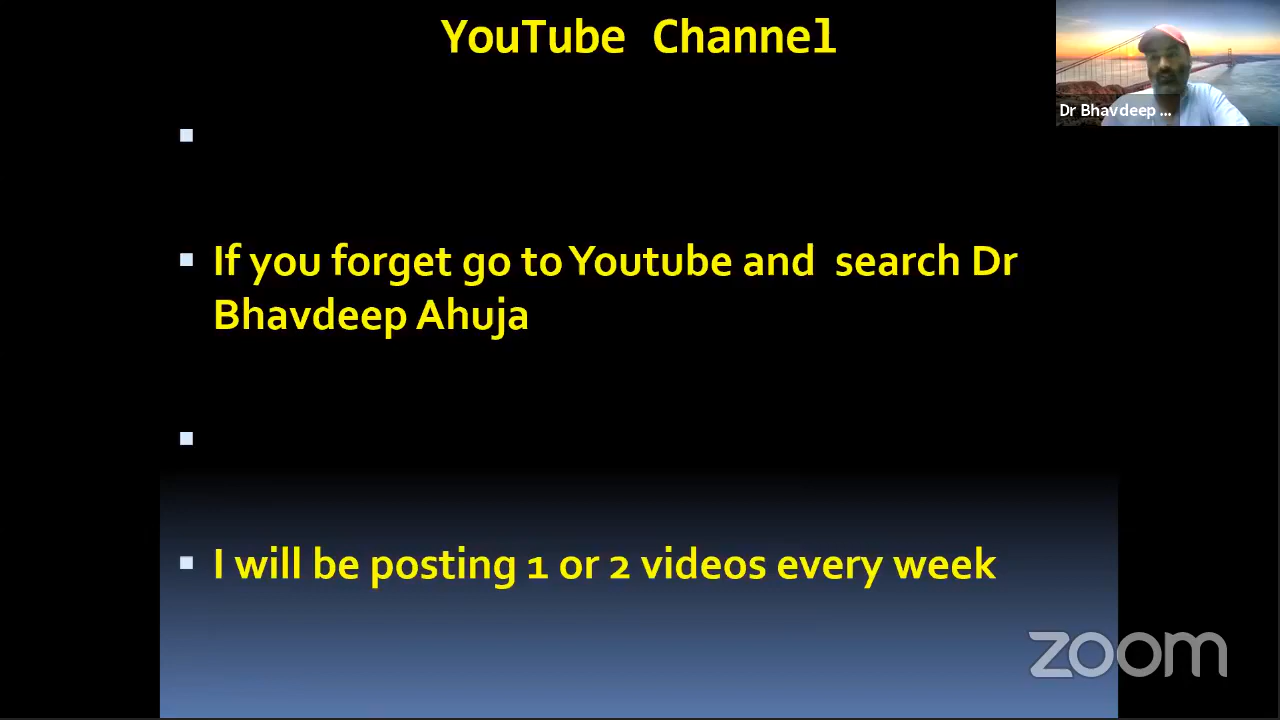 YouTube Channel
Dr Bhavdeep ...
If you forget go to Youtube and search Dr
Bhavdeep Ahuja
I will be posting 1 or 2 videos every week
zoom